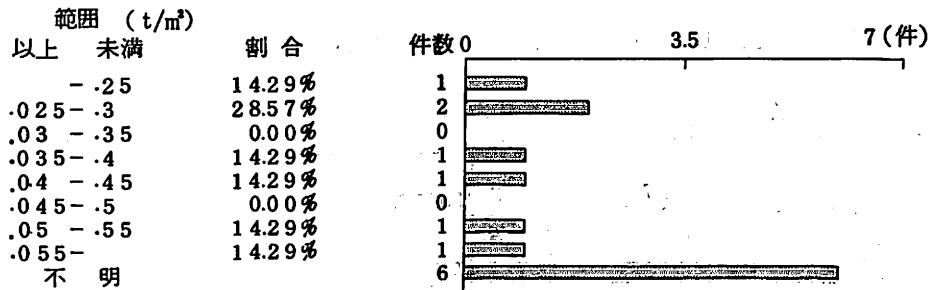 範囲 (t/m²)
以上 未満 割合 件数 0 3.5 7(件)
- .25 14.29% 1
.025- .3 28.57% 2
.03 - .35 0.00% 0
.035- .4 14.29% 1
.04 - .45 14.29% 1
.045- .5 0.00% 0
.05 - .55 14.29% 1
.055- 14.29% 1
不明 6